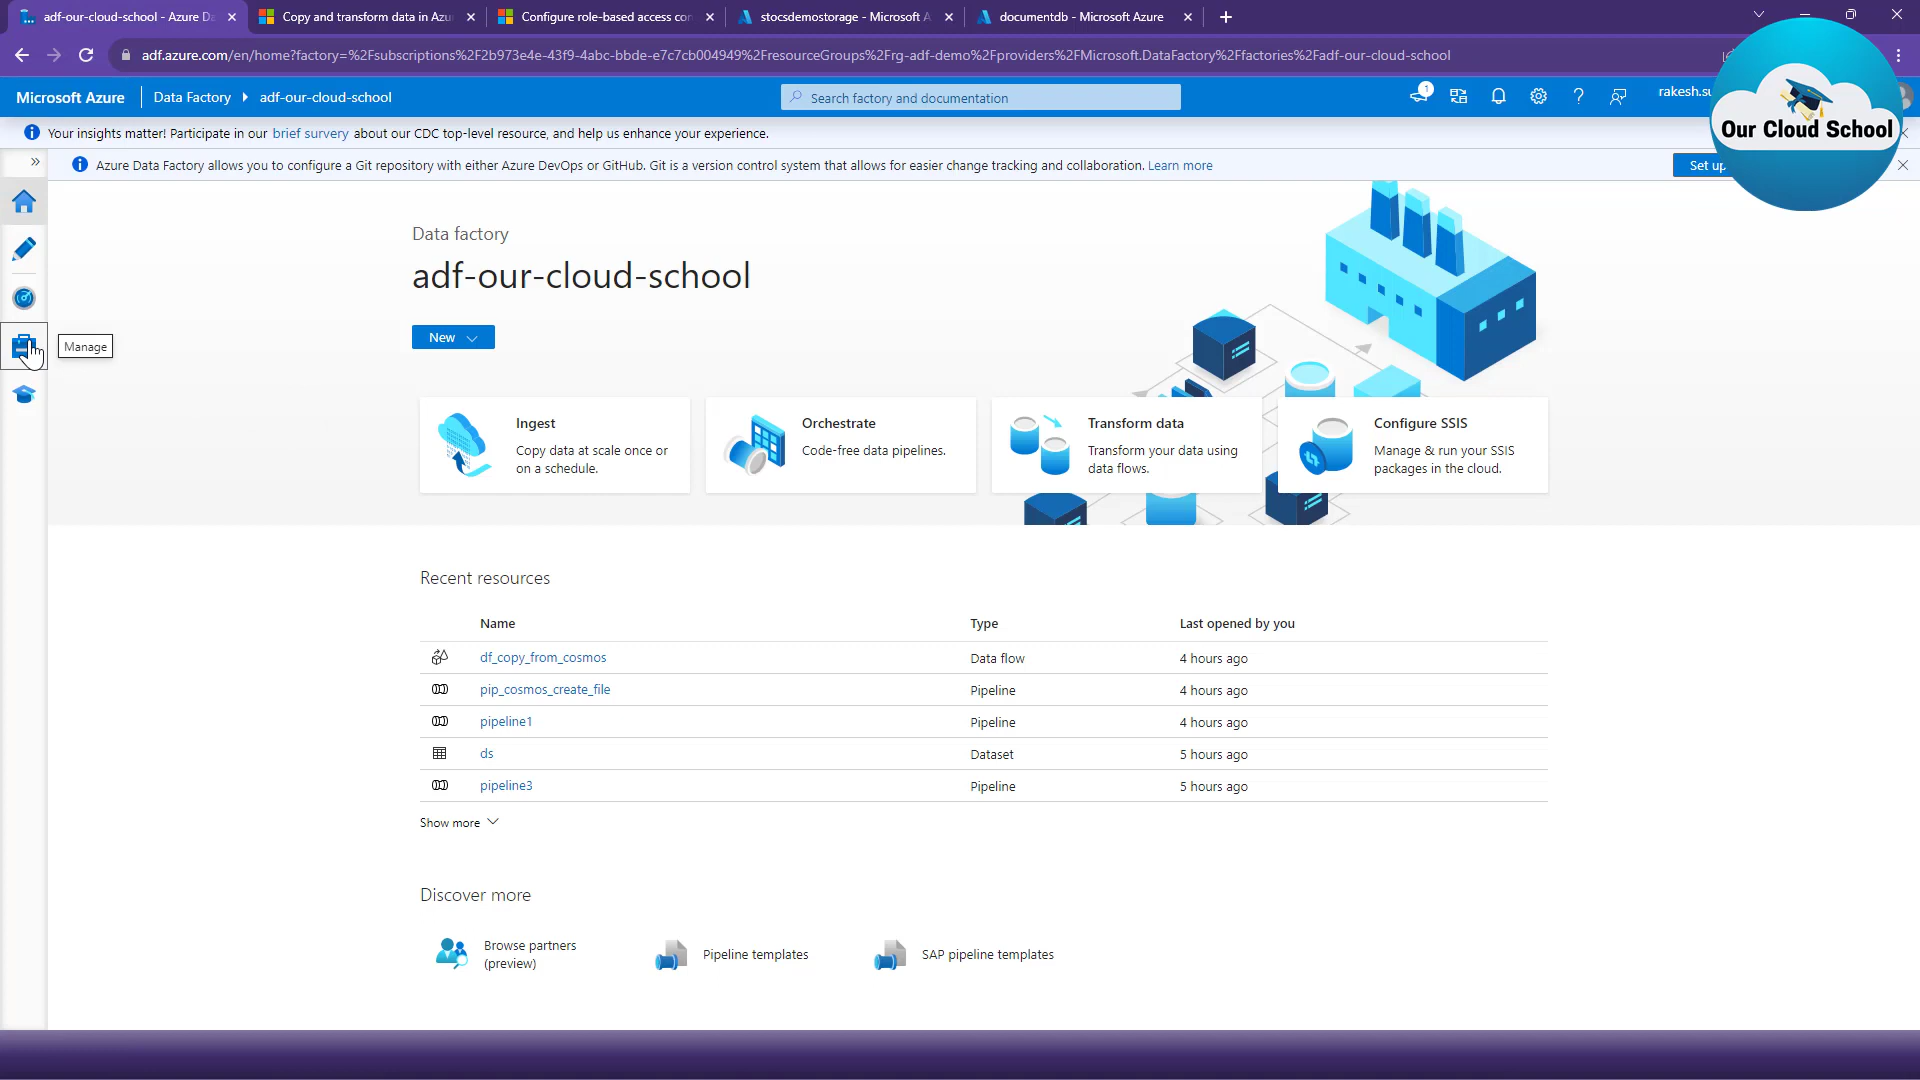 adf-our-cloud-school - Azure Da
Copy and transform data in Azu
Configure role-based access con
stocsdemostorage - Microsoft A
documentdb - Microsoft Azure
adf.azure.com/en/home?factory=%2Fsubscriptions%2F2b973e4e-43f9-4abc-bbde-e7c7cb004949%2FresourceGroups%2Frg-adf-demo%2Fproviders%2FMicrosoft.DataFactory%2Ffactories%2Fadf-our-cloud-school
Microsoft Azure
Data Factory
adf-our-cloud-school
Search factory and documentation
1
rakesh.su
Our Cloud School
Your insights matter! Participate in our brief survey about our CDC top-level resource, and help us enhance your experience.
Azure Data Factory allows you to configure a Git repository with either Azure DevOps or GitHub. Git is a version control system that allows for easier change tracking and collaboration. Learn more
Set up
Data factory
adf-our-cloud-school
New
Manage
Ingest
Copy data at scale once or
on a schedule.
Orchestrate
Code-free data pipelines.
Transform data
Transform your data using
data flows.
Configure SSIS
Manage & run your SSIS
packages in the cloud.
Recent resources
Name Type Last opened by you
df_copy_from_cosmos Data flow 4 hours ago
pip_cosmos_create_file Pipeline 4 hours ago
pipeline1 Pipeline 4 hours ago
ds Dataset 5 hours ago
pipeline3 Pipeline 5 hours ago
Show more
Discover more
Browse partners
(preview)
Pipeline templates
SAP pipeline templates